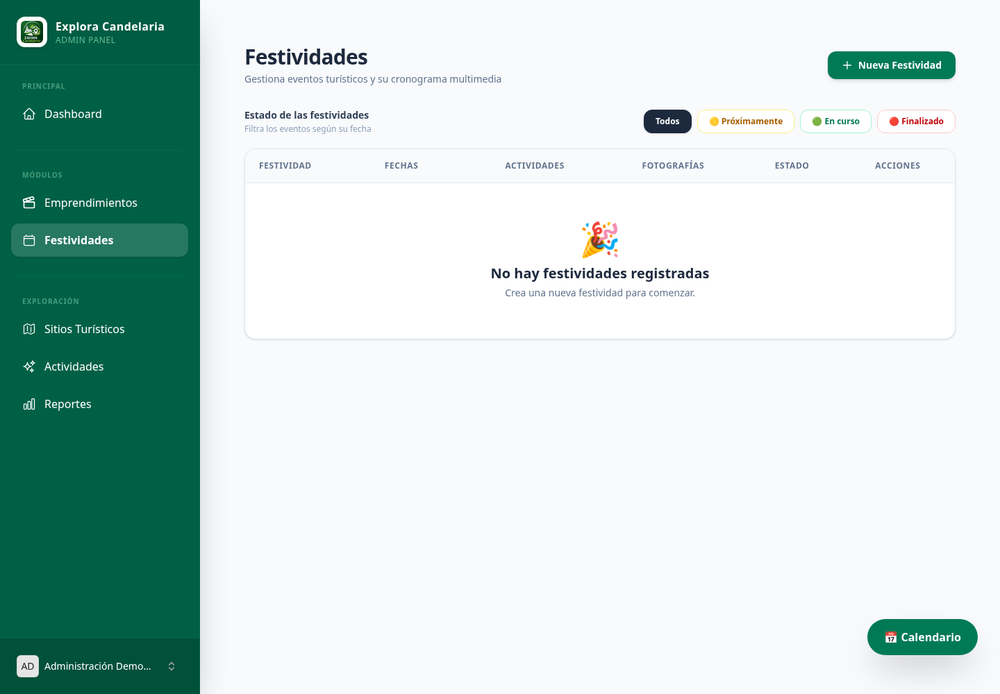 Explora Candelaria
ADMIN PANEL
PRINCIPAL
Dashboard
MÓDULOS
Emprendimientos
Festividades
EXPLORACIÓN
Sitios Turísticos
Actividades
Reportes
AD
Administración Demo...
Festividades
Gestiona eventos turísticos y su cronograma multimedia
Nueva Festividad
Estado de las festividades
Filtra los eventos según su fecha
Todos
Próximamente
En curso
Finalizado
FESTIVIDAD FECHAS ACTIVIDADES FOTOGRAFÍAS ESTADO ACCIONES
No hay festividades registradas
Crea una nueva festividad para comenzar.
Calendario